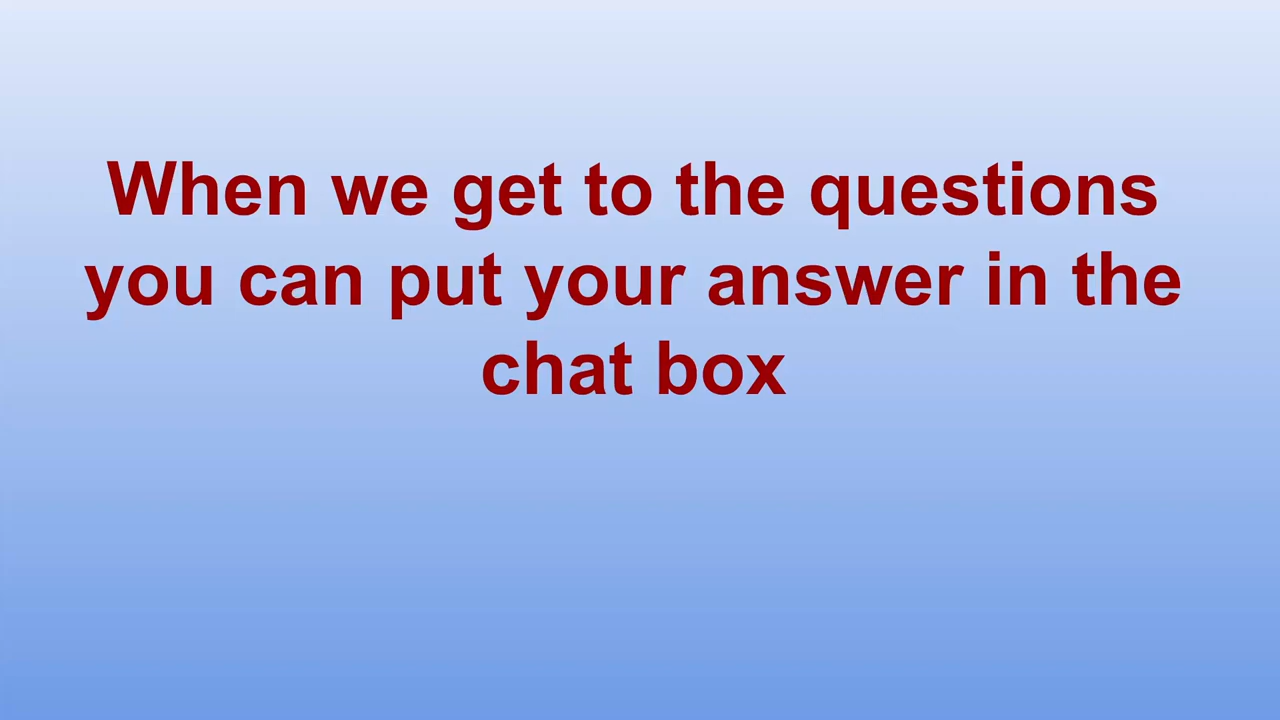 When we get to the questions
you can put your answer in the
chat box